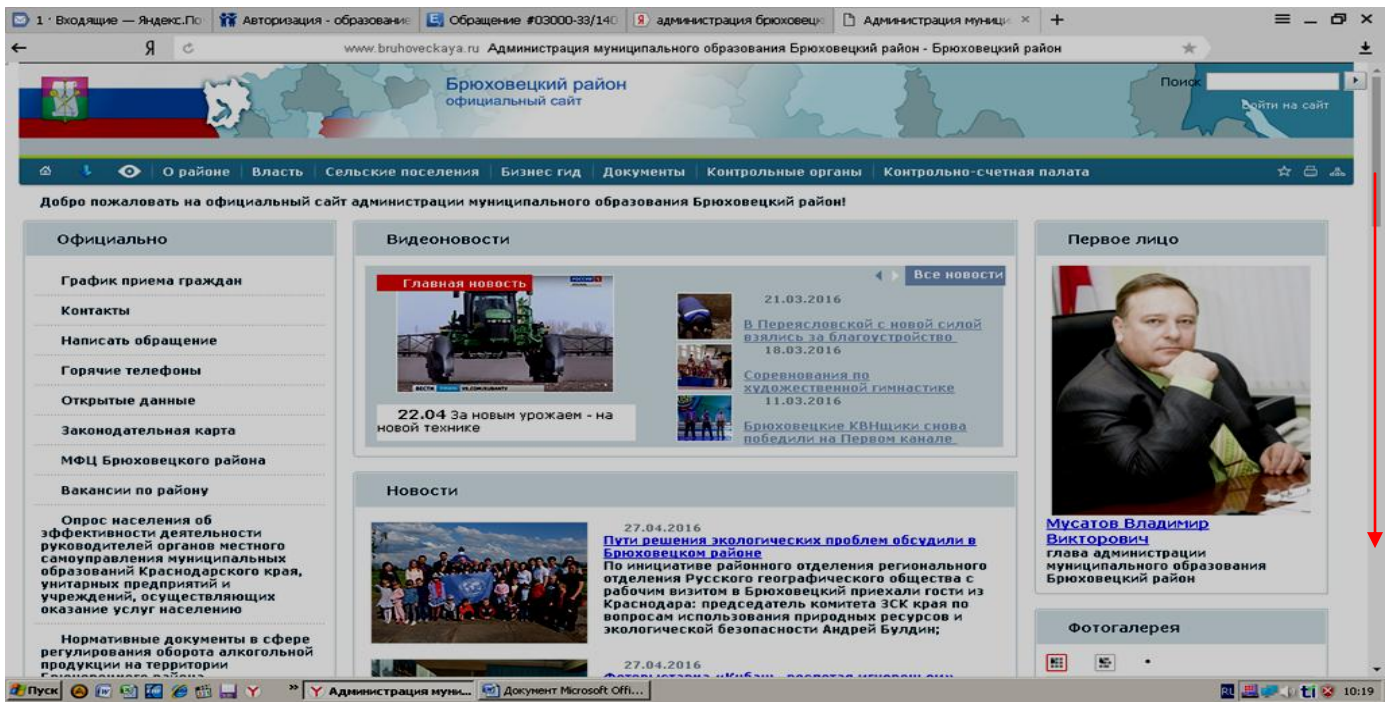 1 · Входящие — Яндекс.По
Авторизация - образование
Обращение #03000-33/140
администрация брюховецк
Администрация муници
Я
www.bruhoveckaya.ru Администрация муниципального образования Брюховецкий район - Брюховецкий район
Брюховецкий район
официальный сайт
Поиск
Войти на сайт
О районе Власть Сельские поселения Бизнес гид Документы Контрольные органы Контрольно-счетная палата
Добро пожаловать на официальный сайт администрации муниципального образования Брюховецкий район!
Официально
График приема граждан
Контакты
Написать обращение
Горячие телефоны
Открытые данные
Законодательная карта
МФЦ Брюховецкого района
Вакансии по району
Опрос населения об
эффективности деятельности
руководителей органов местного
самоуправления муниципальных
образований Краснодарского края,
унитарных предприятий и
учреждений, осуществляющих
оказание услуг населению
Нормативные документы в сфере
регулирования оборота алкогольной
продукции на территории
Видеоновости
Все новости
Главная новость
22.04 За новым урожаем - на
новой технике
21.03.2016
В Переясловской с новой силой
взялись за благоустройство
18.03.2016
Соревнования по
художественной гимнастике
11.03.2016
Брюховецкие КВНщики снова
победили на Первом канале
Новости
27.04.2016
Пути решения экологических проблем обсудили в
Брюховецком районе
По инициативе районного отделения регионального
отделения Русского географического общества с
рабочим визитом в Брюховецкий приехали гости из
Краснодара: председатель комитета ЗСК края по
вопросам использования природных ресурсов и
экологической безопасности Андрей Булдин;
27.04.2016
Первое лицо
Мусатов Владимир
Викторович
глава администрации
муниципального образования
Брюховецкий район
Фотогалерея
Пуск
Администрация муни...
Документ Microsoft Offi...
RU
10:19